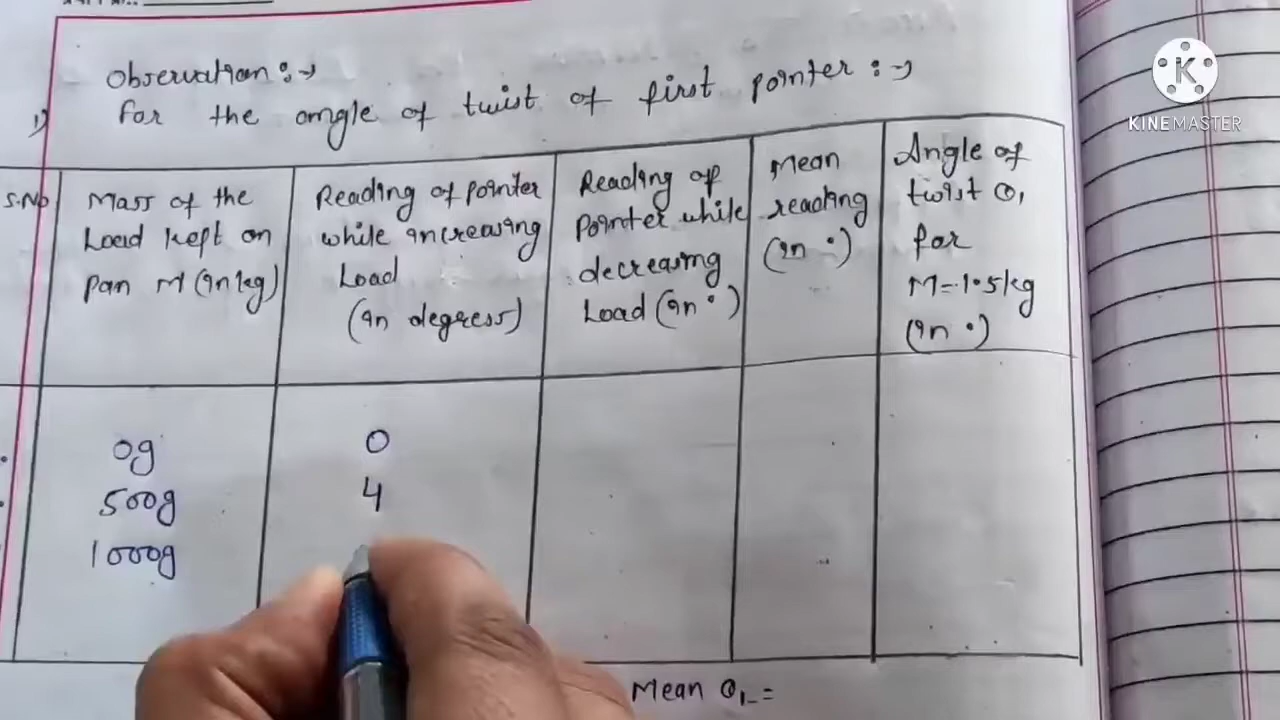 Observation :→
1) for the angle of twist of first pointer :→
S.No
Mass of the
Load kept on
pan M (in kg)
Reading of pointer
while increasing
Load
(in degress)
Reading of
Pointer while
decreasing
Load (in °)
Mean
reading
(in °)
Angle of
twist θ₁
for
M=1.5kg
(in °)
0g 0
500g 4
1000g
Mean θ₁ =
KINEMASTER